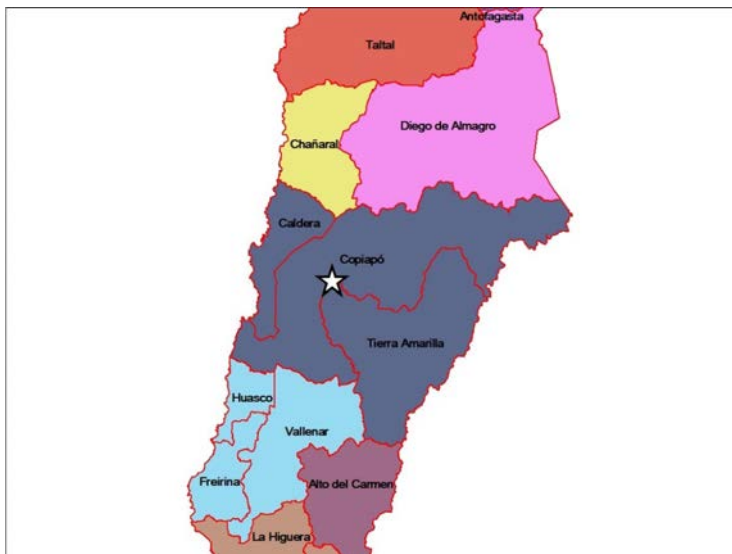 Antofagasta
Taltal
Diego de Almagro
Chañaral
Caldera
Copiapó
Tierra Amarilla
Huasco
Vallenar
Freirina
Alto del Carmen
La Higuera